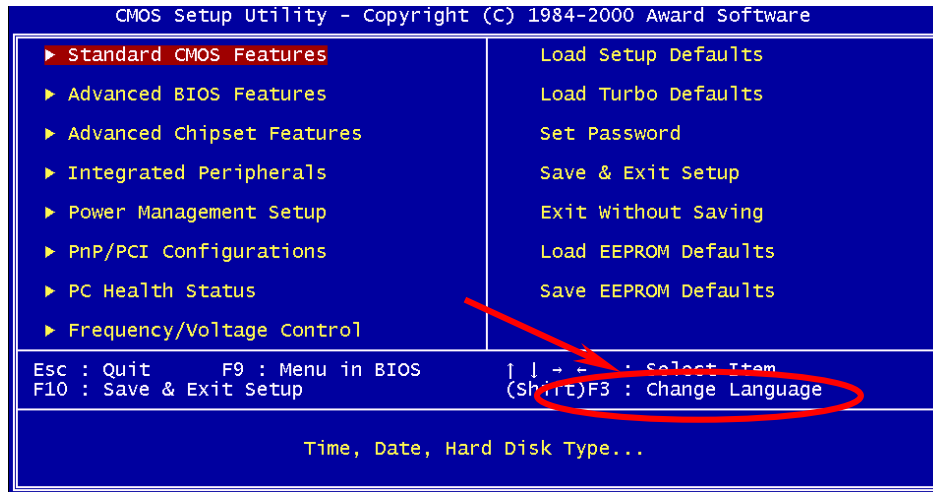 CMOS Setup Utility - Copyright (C) 1984-2000 Award Software
▶ Standard CMOS Features
▶ Advanced BIOS Features
▶ Advanced Chipset Features
▶ Integrated Peripherals
▶ Power Management Setup
▶ PnP/PCI Configurations
▶ PC Health Status
▶ Frequency/Voltage Control
Load Setup Defaults
Load Turbo Defaults
Set Password
Save & Exit Setup
Exit Without Saving
Load EEPROM Defaults
Save EEPROM Defaults
Esc : Quit F9 : Menu in BIOS ↑ ↓ → ← : Select Item
F10 : Save & Exit Setup (Shift)F3 : Change Language
Time, Date, Hard Disk Type...